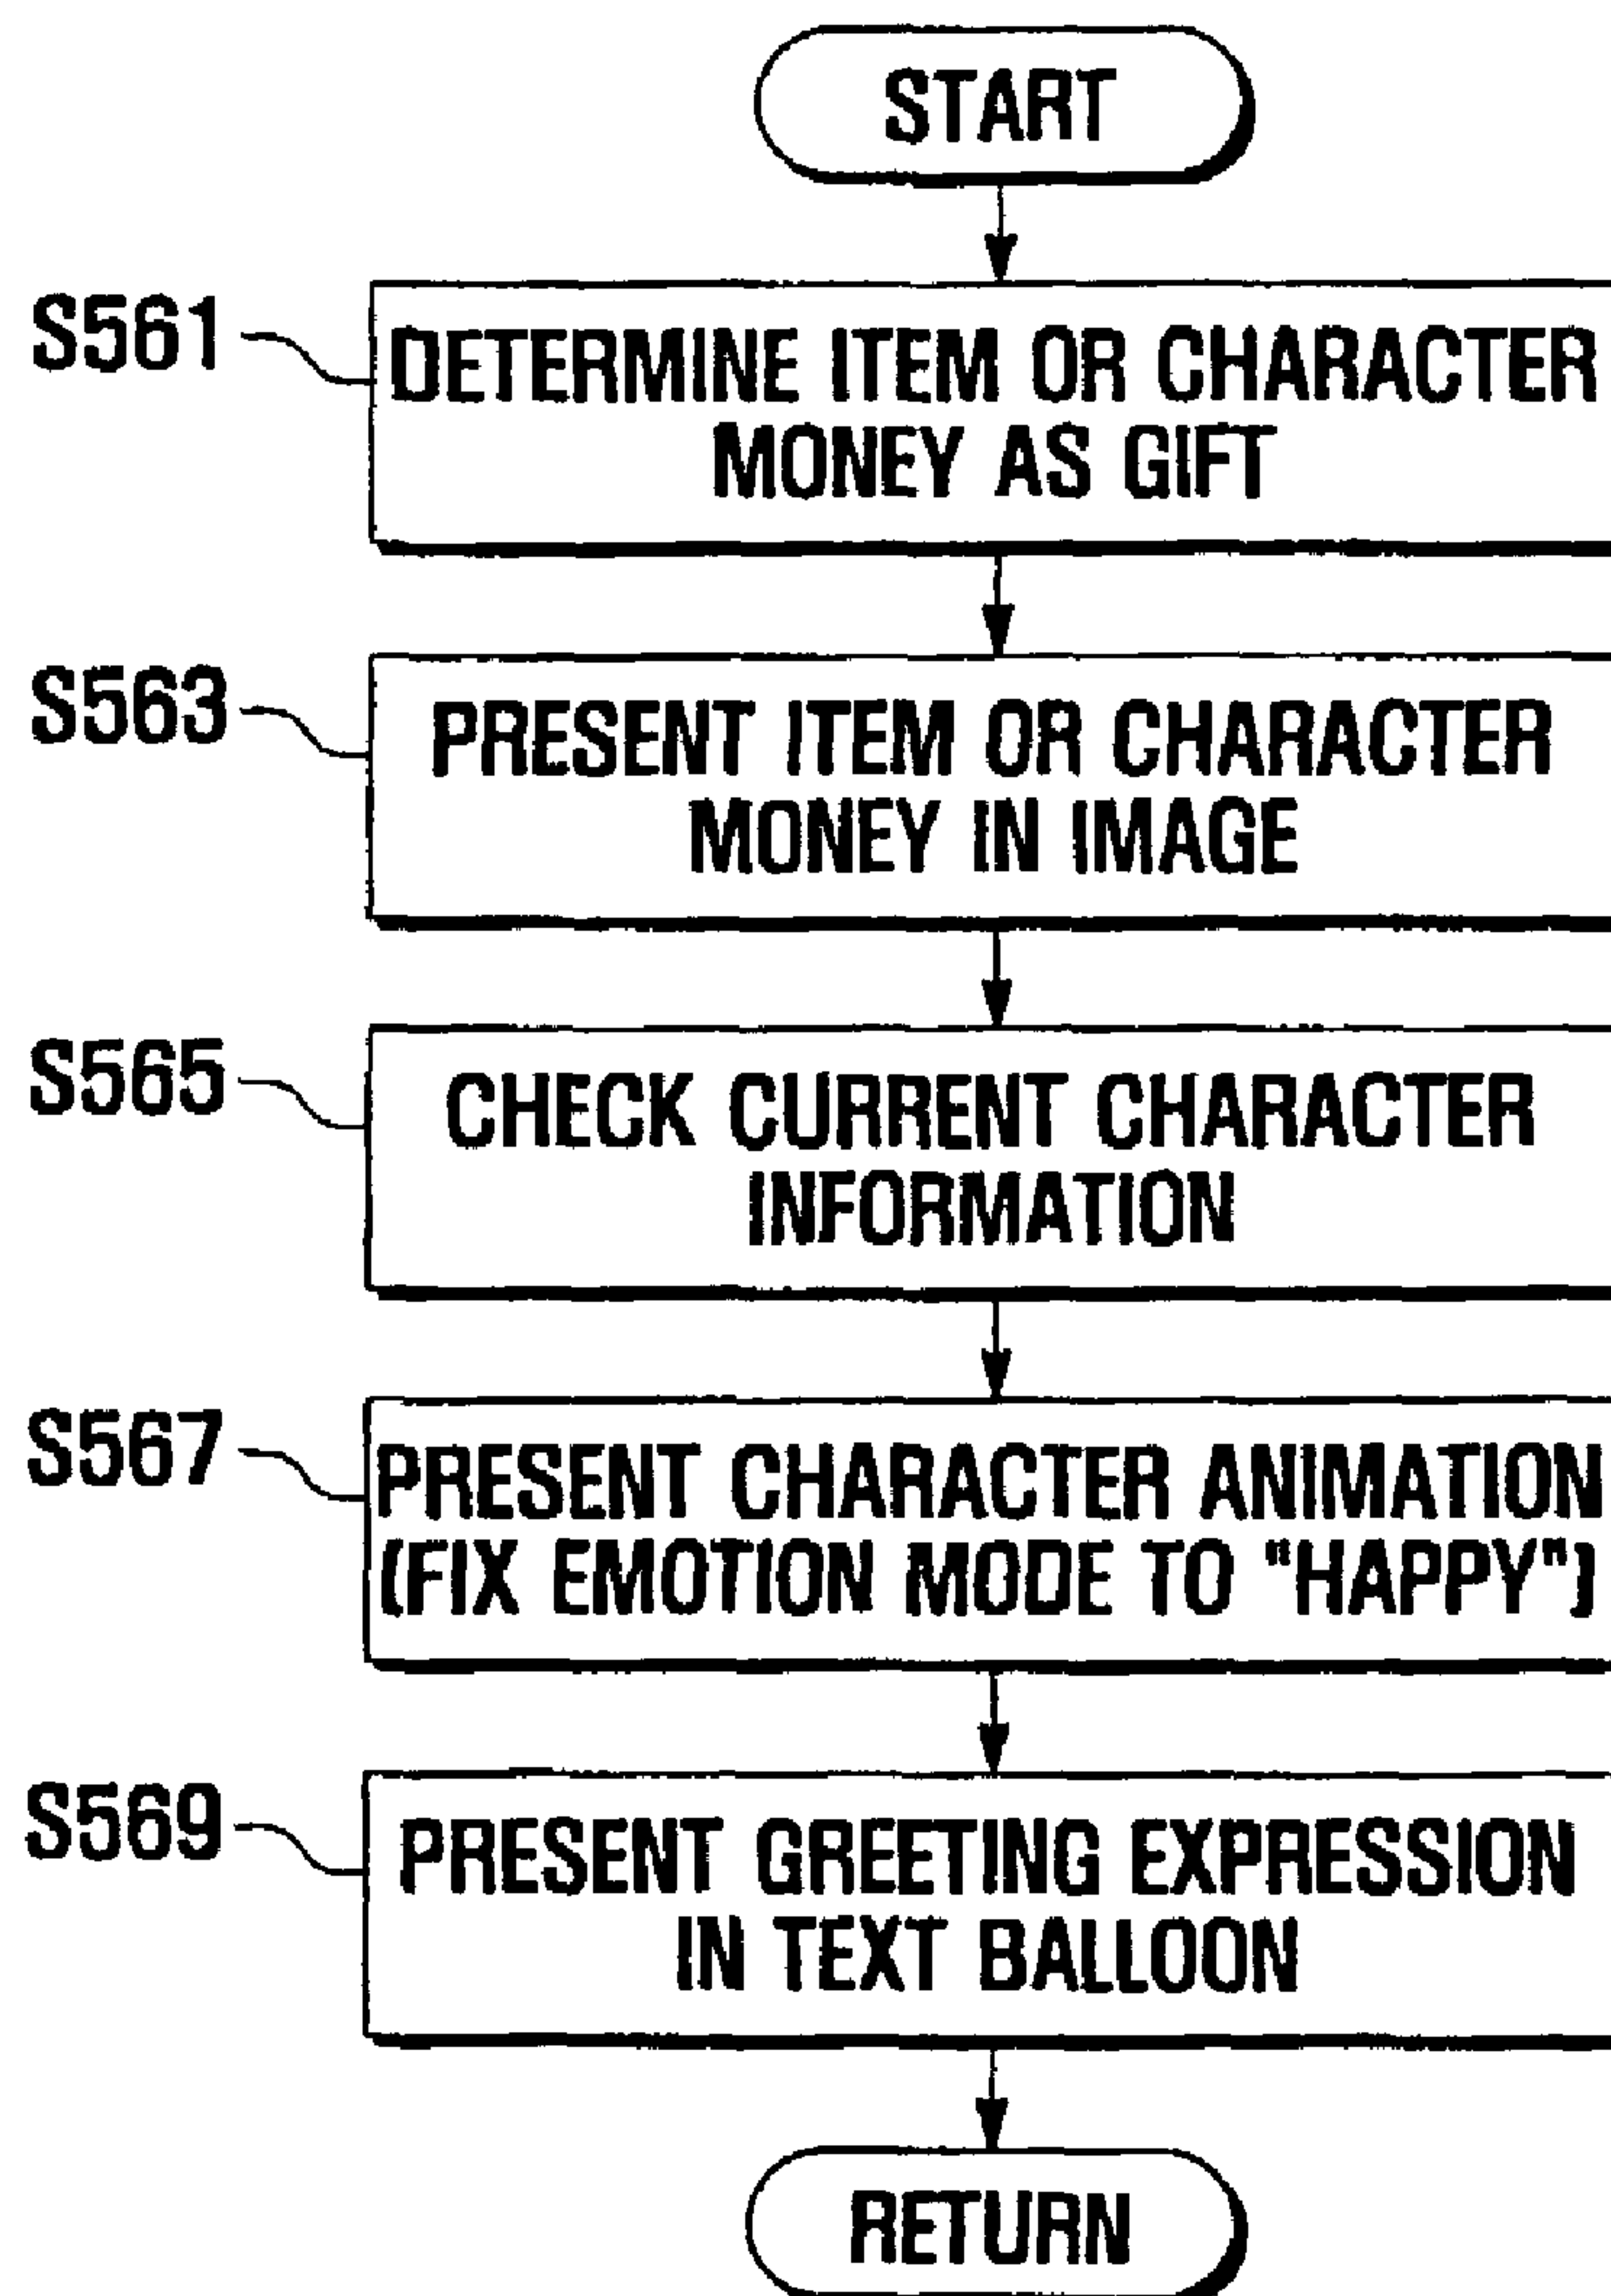 START
S561
DETERMINE ITEM OR CHARACTER
MONEY AS GIFT
S563
PRESENT ITEM OR CHARACTER
MONEY IN IMAGE
S565
CHECK CURRENT CHARACTER
INFORMATION
S567
PRESENT CHARACTER ANIMATION
(FIX EMOTION MODE TO "HAPPY")
S569
PRESENT GREETING EXPRESSION
IN TEXT BALLOON
RETURN